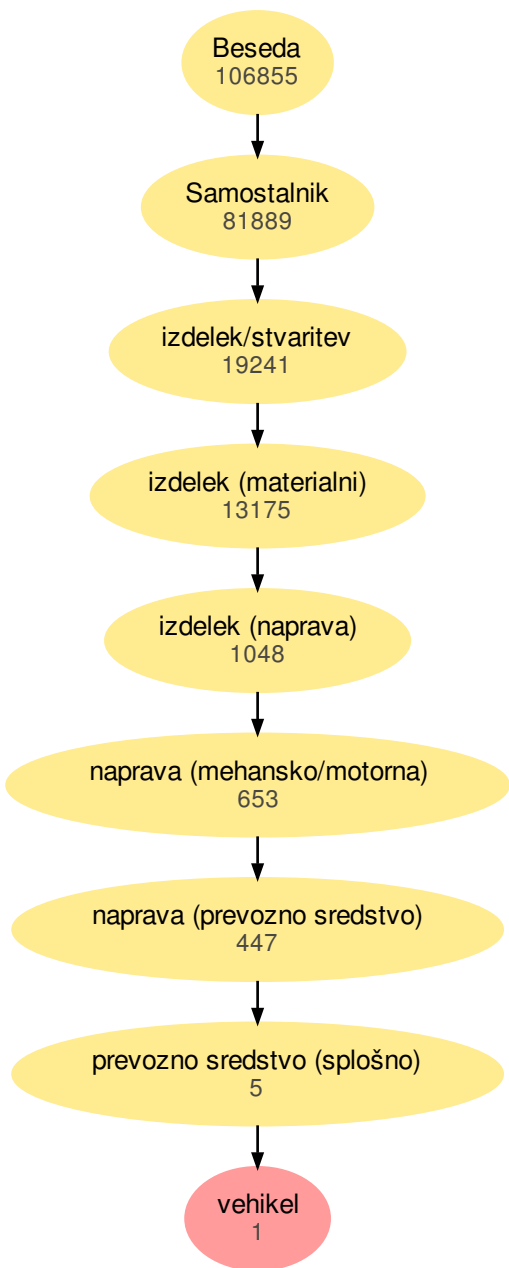 Beseda
106855
Samostalnik
81889
izdelek/stvaritev
19241
izdelek (materialni)
13175
izdelek (naprava)
1048
naprava (mehansko/motorna)
653
naprava (prevozno sredstvo)
447
prevozno sredstvo (splošno)
5
vehikel
1